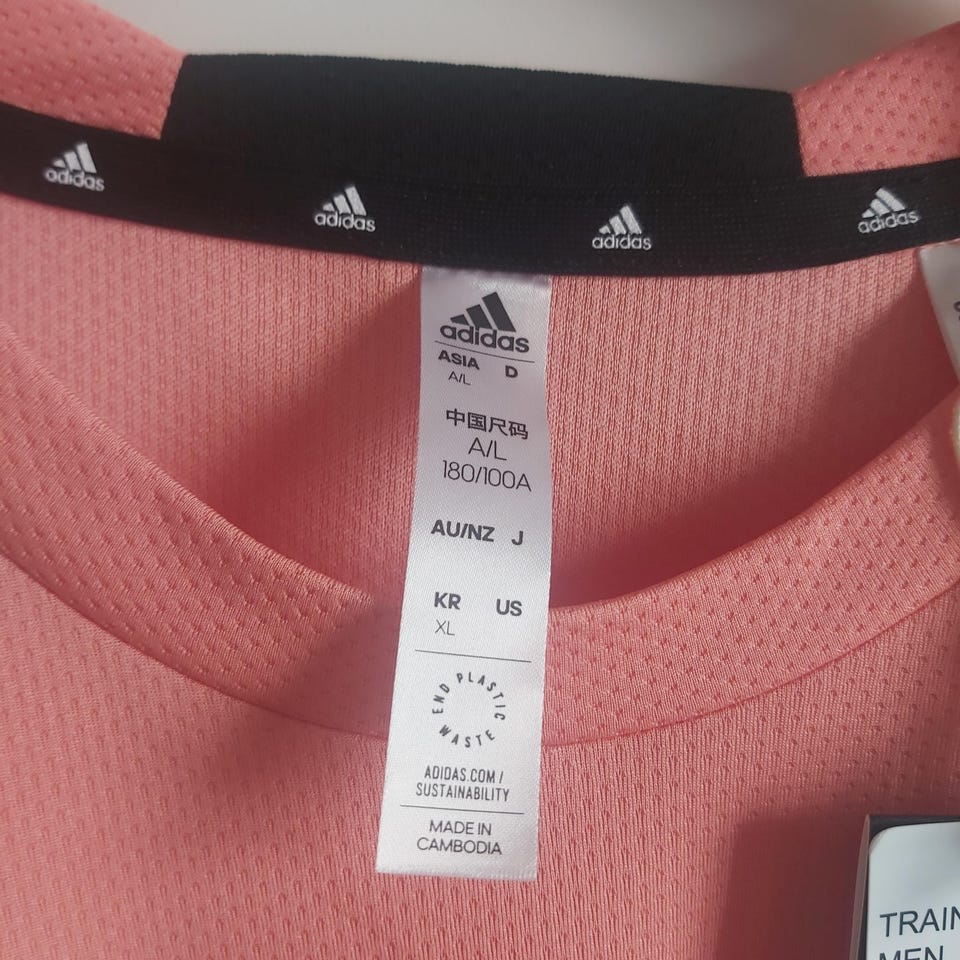 adidas
adidas
adidas
adidas
adidas
ASIA D
A/L
中国尺码
A/L
180/100A
AU/NZ J
KR US
XL
END PLASTIC WASTE
ADIDAS.COM/
SUSTAINABILITY
MADE IN
CAMBODIA
MEN